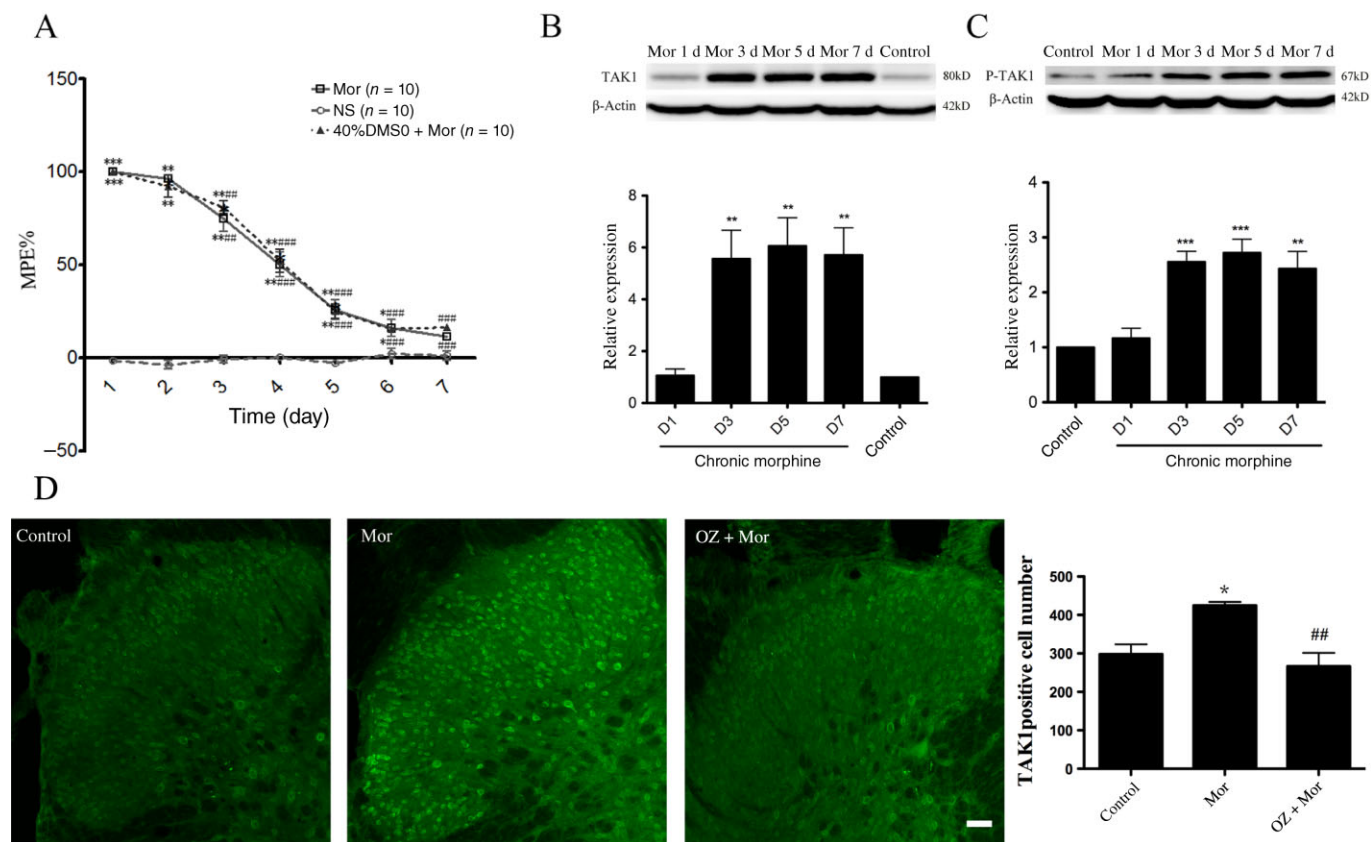 A
150
100
50
0
–50
MPE%
1 2 3 4 5 6 7
Time (day)
Mor (n = 10)
NS (n = 10)
40%DMS0 + Mor (n = 10)
*** ** **## **### **### *### ###
*** ** **## **### **### *### ###
B
Mor 1 d Mor 3 d Mor 5 d Mor 7 d Control
TAK1 80kD
β-Actin 42kD
Relative expression
8
6
4
2
0
** ** **
D1 D3 D5 D7 Control
Chronic morphine
C
Control Mor 1 d Mor 3 d Mor 5 d Mor 7 d
P-TAK1 67kD
β-Actin 42kD
Relative expression
4
3
2
1
0
*** *** **
Control D1 D3 D5 D7
Chronic morphine
D
Control
Mor
OZ + Mor
TAK1positive cell number
500
400
300
200
100
0
*
##
Control Mor OZ + Mor